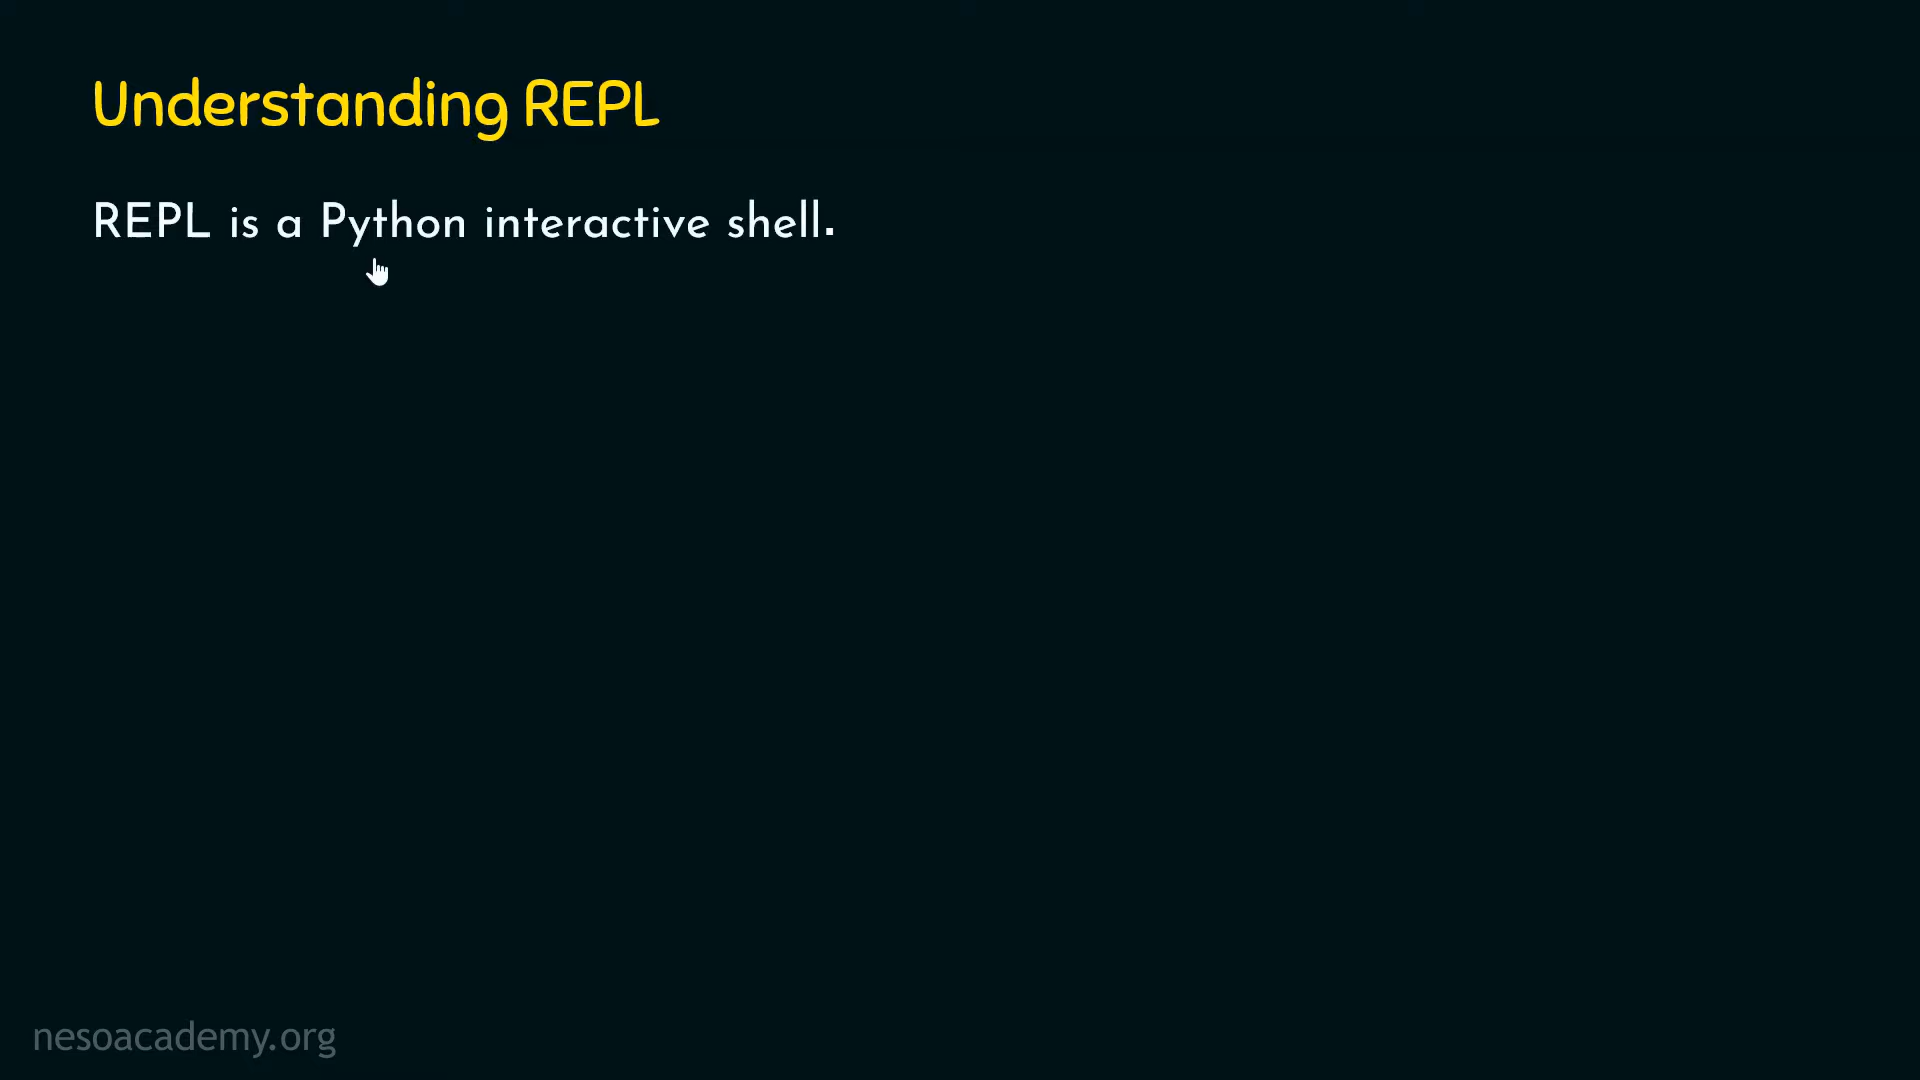 Understanding REPL
REPL is a Python interactive shell.
nesoacademy.org